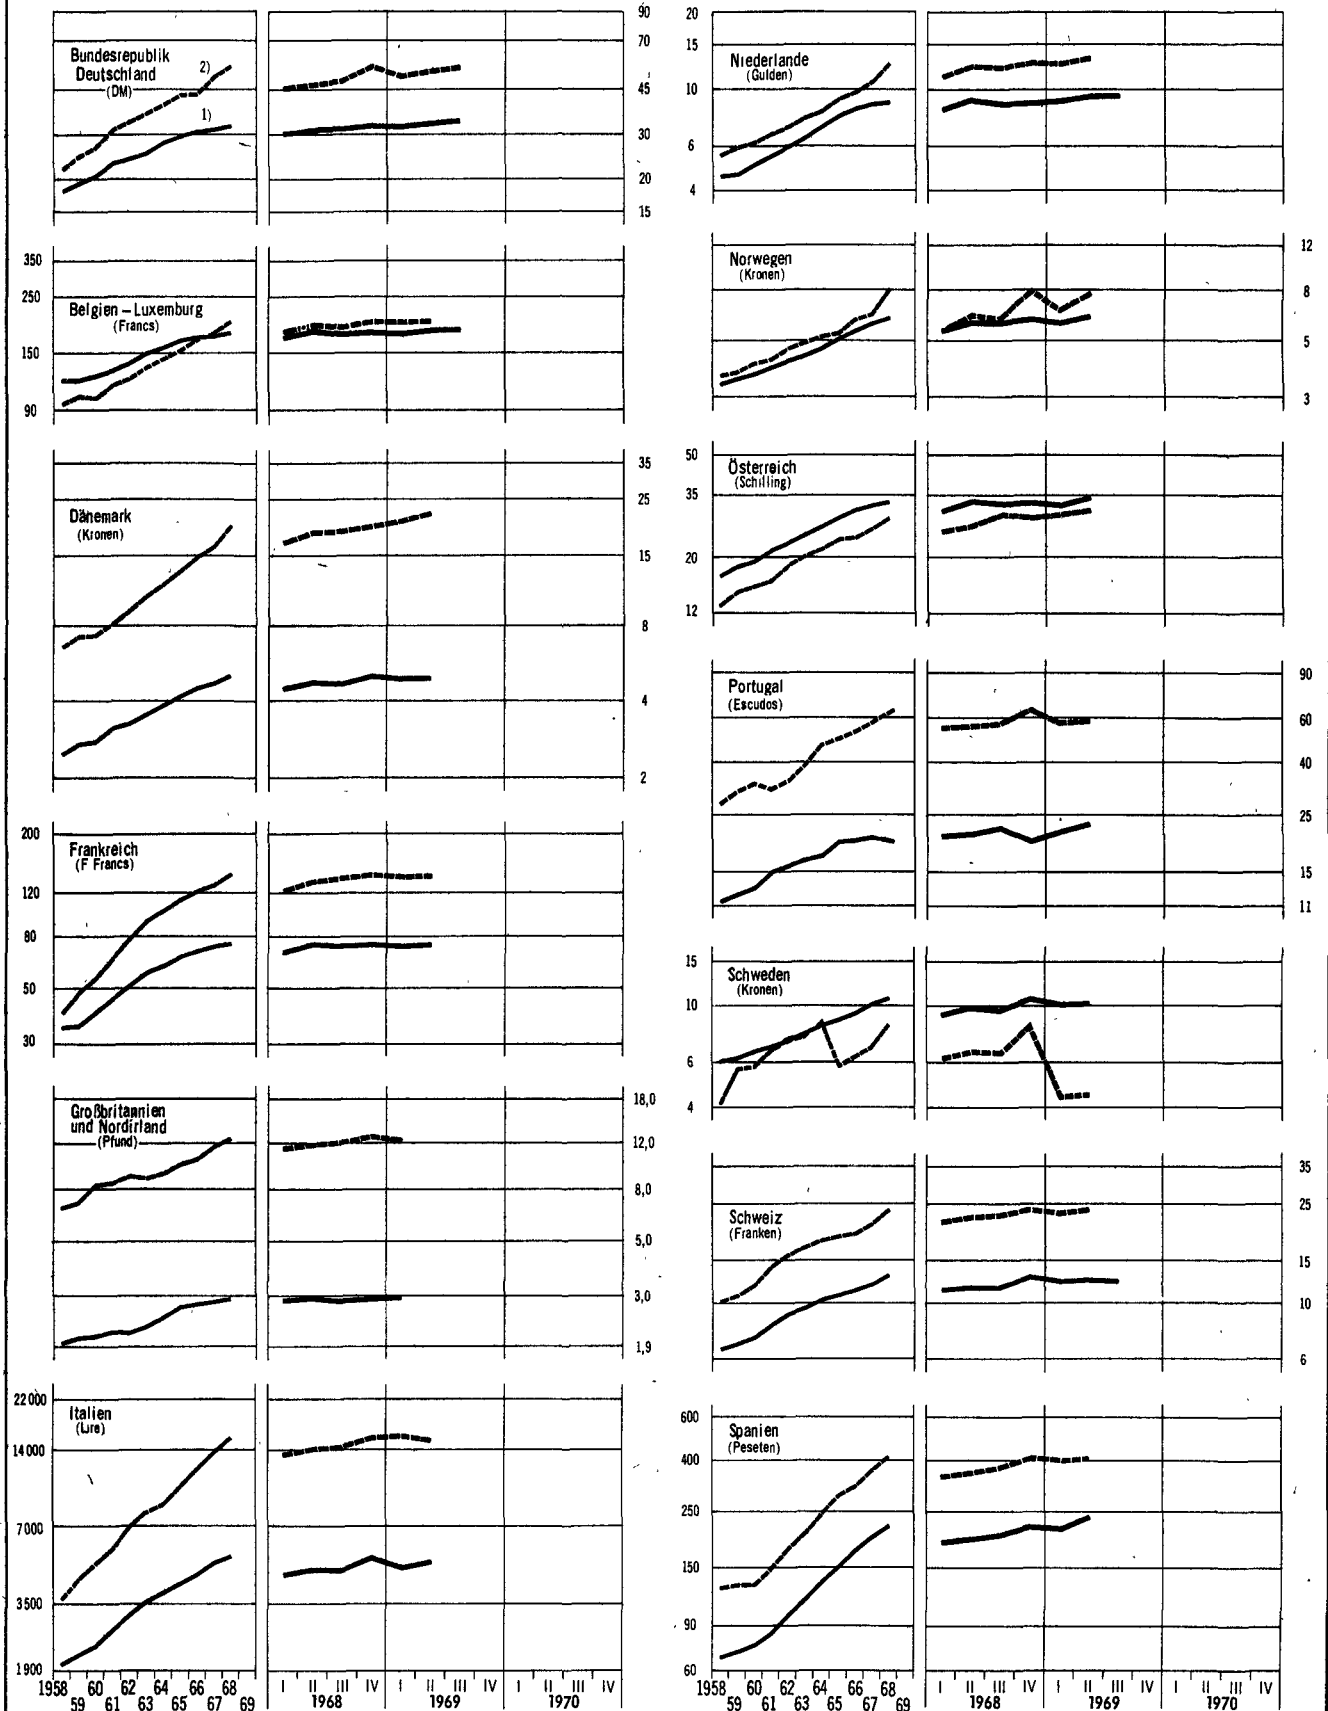 Bundesrepublik
Deutschland
(DM)
2)
1)
90
70
45
30
20
15
350
250
150
90
Belgien – Luxemburg
(Francs)
Dänemark
(Kronen)
35
25
15
8
4
2
200
120
80
50
30
Frankreich
(F Francs)
Großbritannien
und Nordirland
(Pfund)
18,0
12,0
8,0
5,0
3,0
1,9
22000
14000
7000
3500
1900
Italien
(Lire)
1958 60 62 64 66 68
59 61 63 65 67 69
I II III IV I II III IV I II III IV
1968 1969 1970
20
15
10
6
4
Niederlande
(Gulden)
Norwegen
(Kronen)
12
8
5
3
50
35
20
12
Österreich
(Schilling)
Portugal
(Escudos)
90
60
40
25
15
11
15
10
6
4
Schweden
(Kronen)
Schweiz
(Franken)
35
25
15
10
6
600
400
250
150
90
60
Spanien
(Peseten)
1958 60 62 64 66 68
59 61 63 65 67 69
I II III IV I II III IV I II III IV
1968 1969 1970